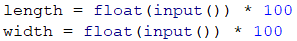 length = float(input()) * 100
width = float(input()) * 100